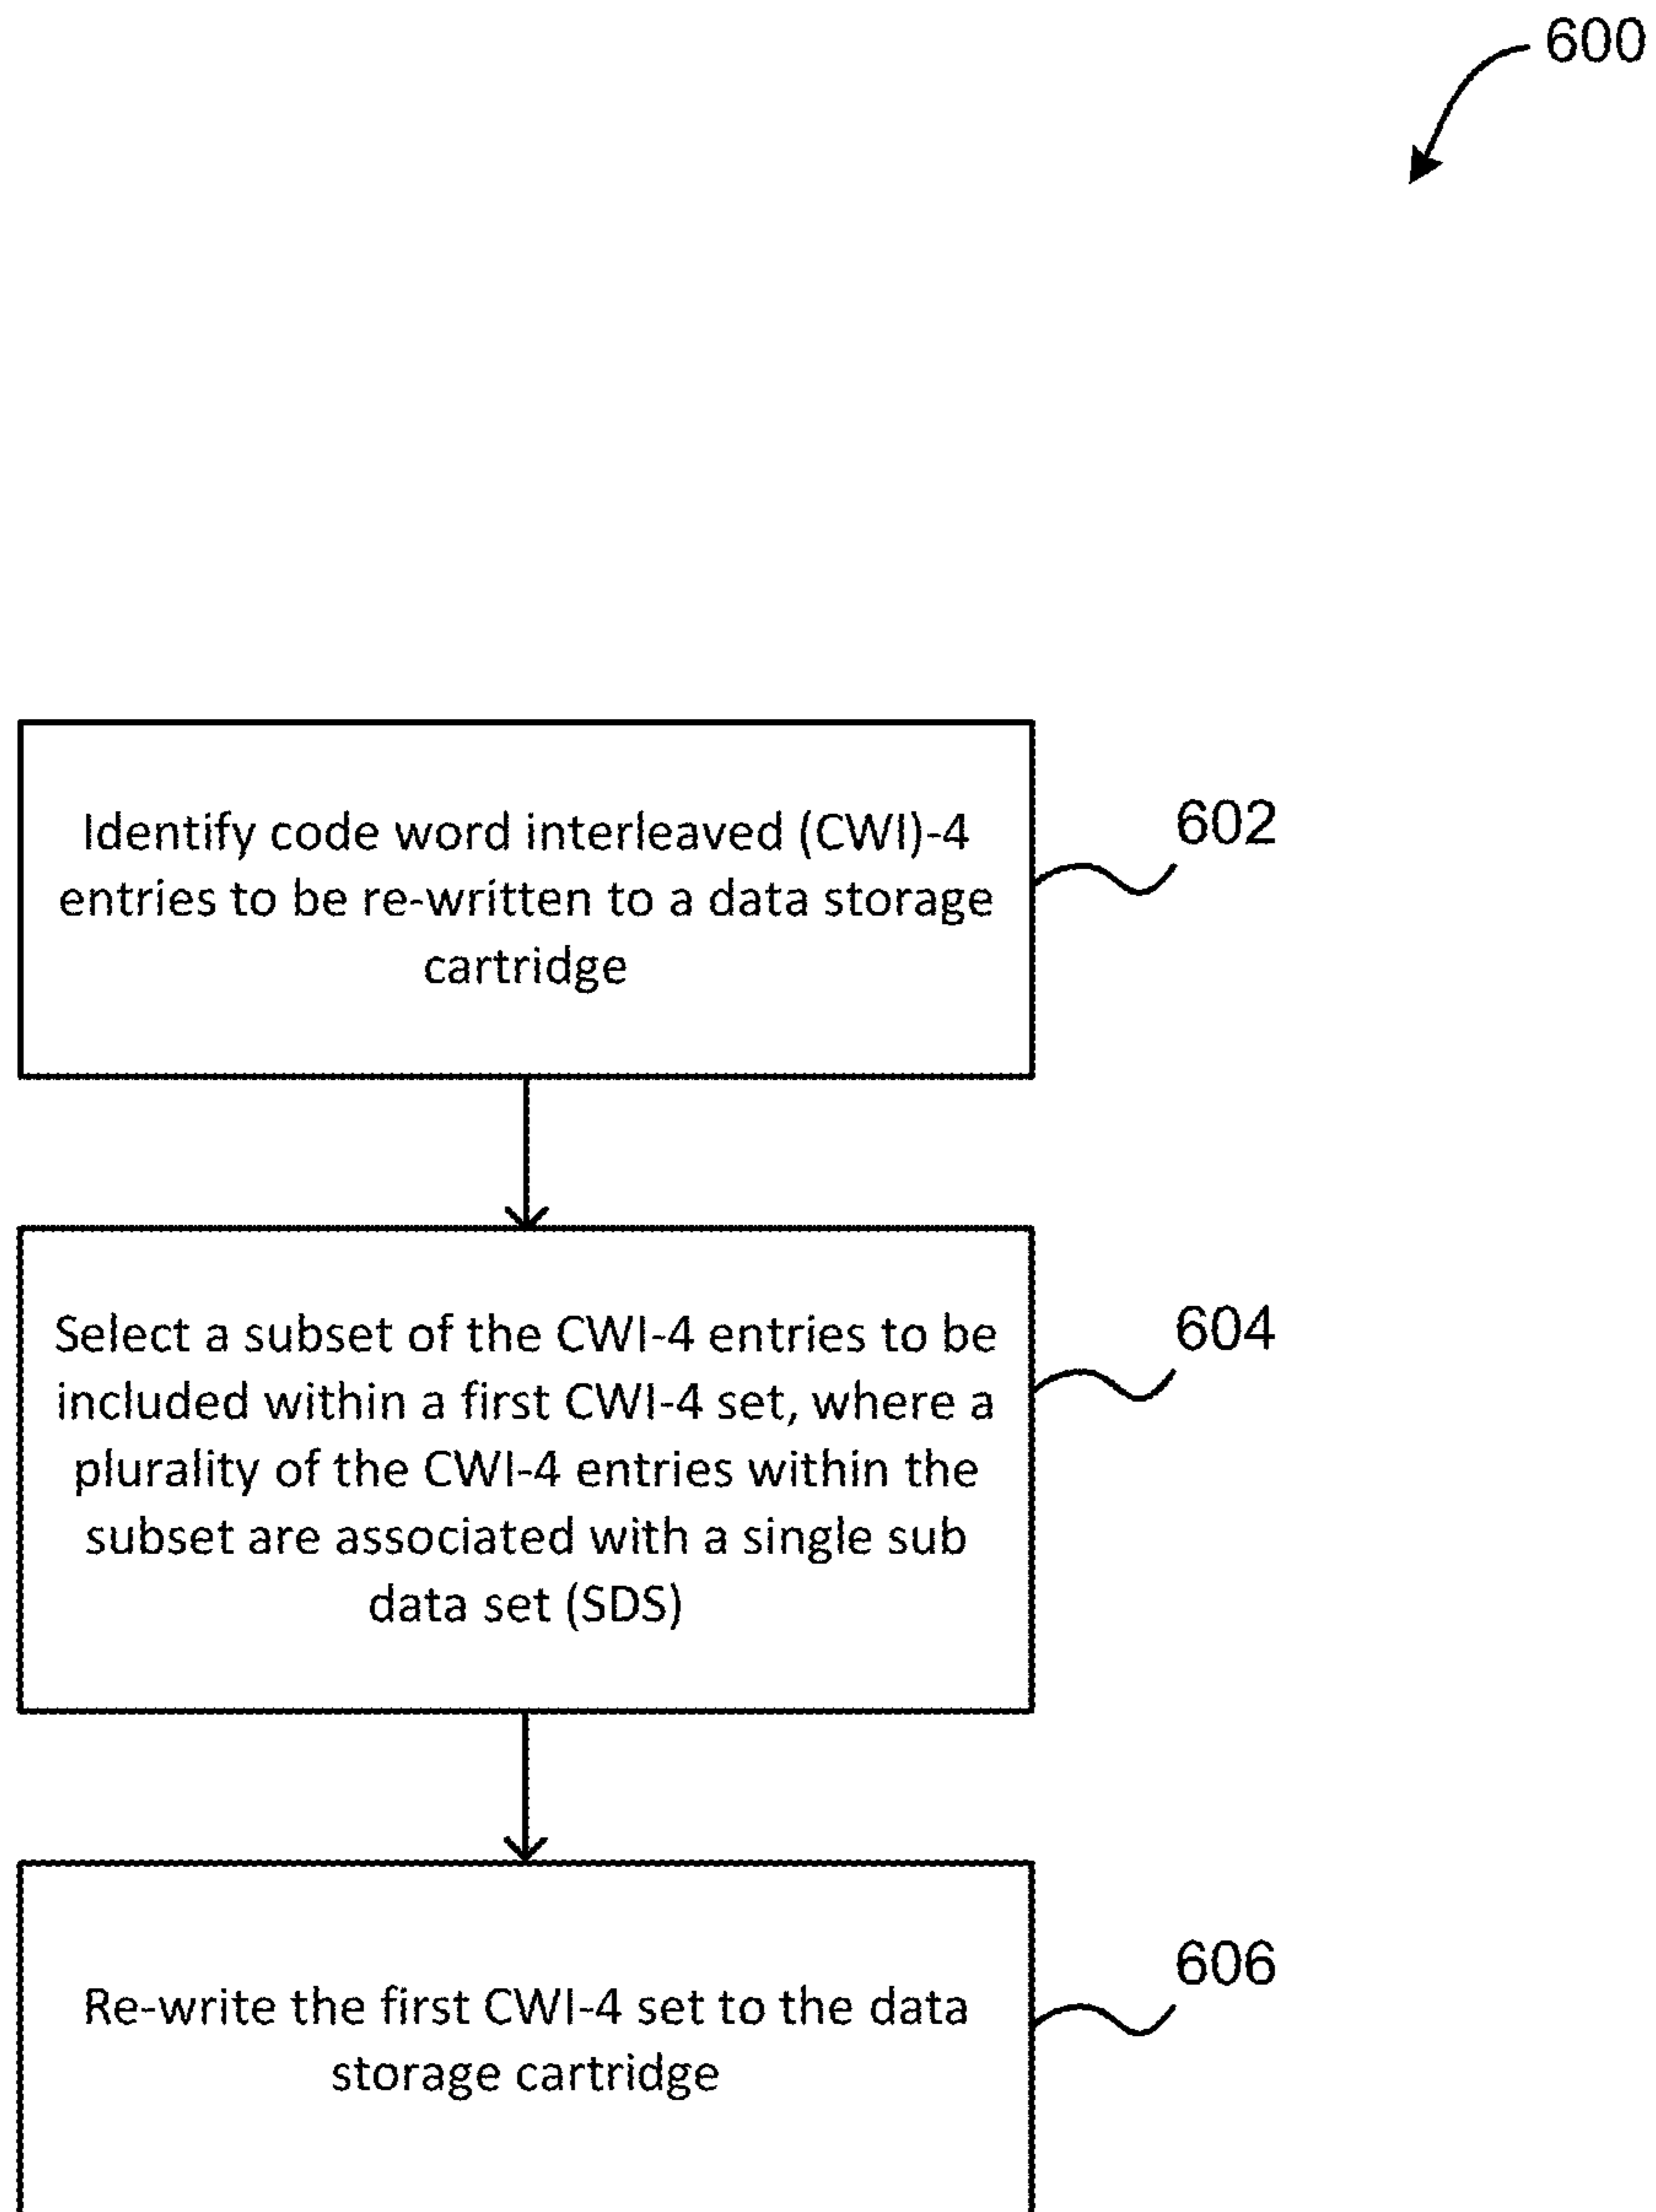 600
Identify code word interleaved (CWI)-4
entries to be re-written to a data storage
cartridge
602
Select a subset of the CWI-4 entries to be
included within a first CWI-4 set, where a
plurality of the CWI-4 entries within the
subset are associated with a single sub
data set (SDS)
604
Re-write the first CWI-4 set to the data
storage cartridge
606